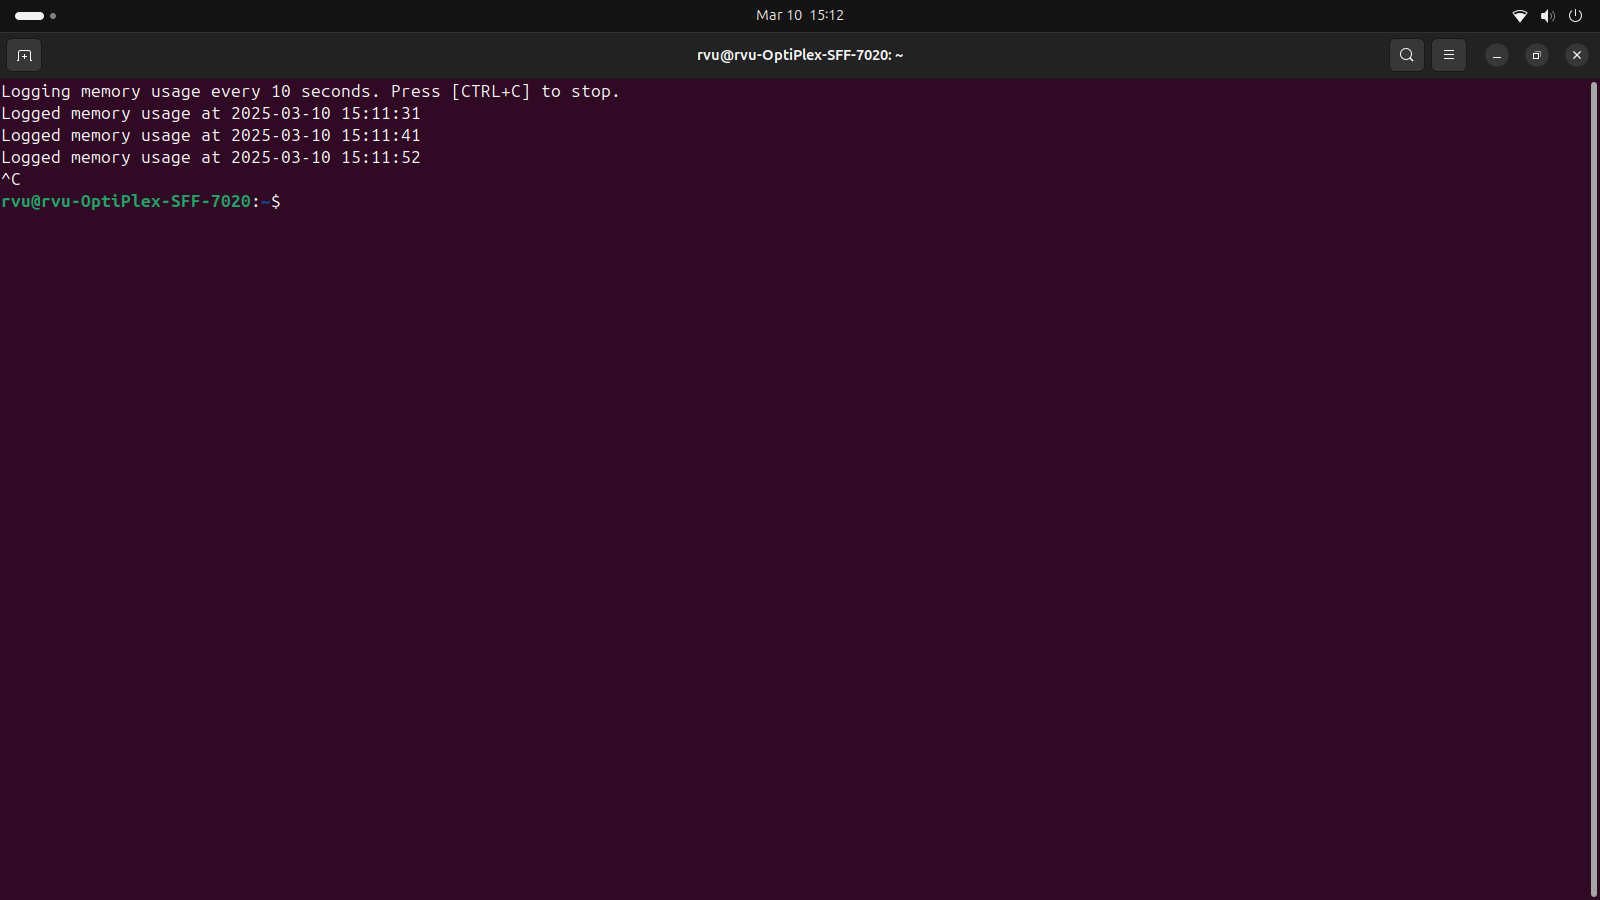 Mar 10 15:12
rvu@rvu-OptiPlex-SFF-7020: ~
Logging memory usage every 10 seconds. Press [CTRL+C] to stop.
Logged memory usage at 2025-03-10 15:11:31
Logged memory usage at 2025-03-10 15:11:41
Logged memory usage at 2025-03-10 15:11:52
^C
rvu@rvu-OptiPlex-SFF-7020:~$